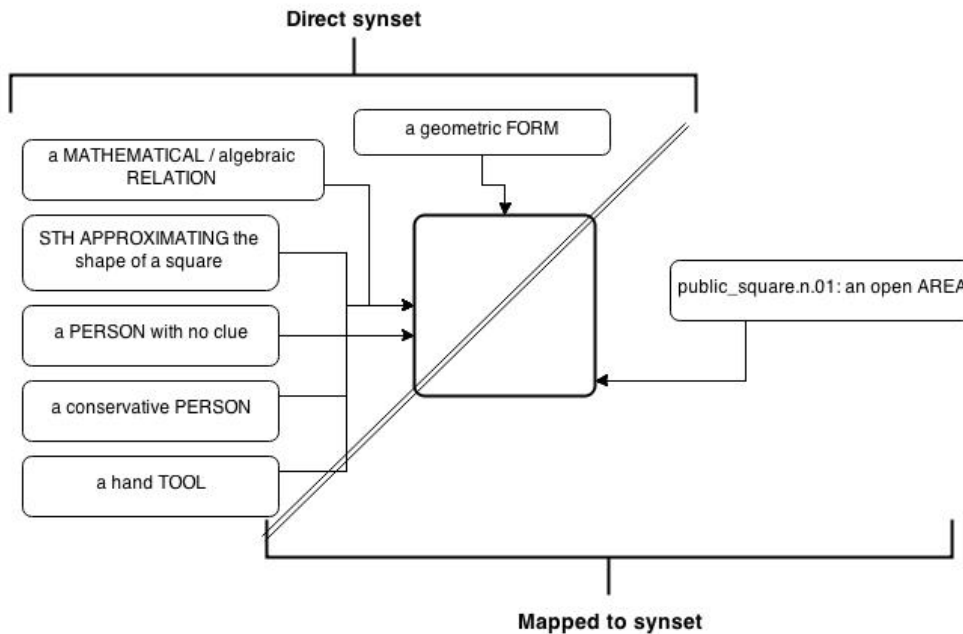 Direct synset
a geometric FORM
a MATHEMATICAL / algebraic
RELATION
STH APPROXIMATING the
shape of a square
public_square.n.01: an open AREA
a PERSON with no clue
a conservative PERSON
a hand TOOL
Mapped to synset